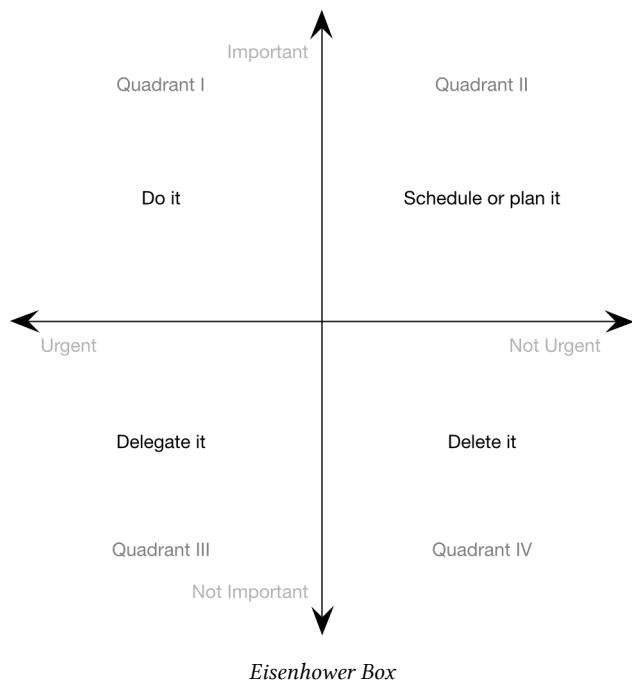 Important
Quadrant I
Quadrant II
Do it
Schedule or plan it
Urgent
Not Urgent
Delegate it
Delete it
Quadrant III
Quadrant IV
Not Important
Eisenhower Box